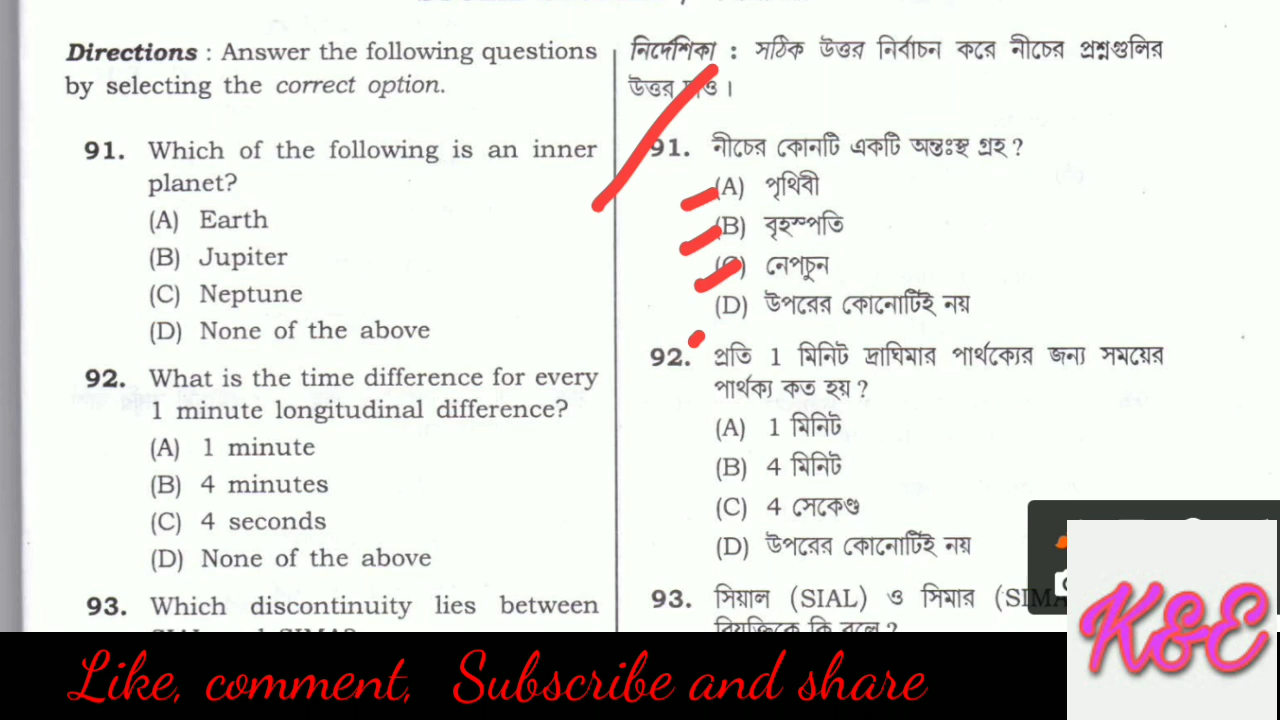 Directions : Answer the following questions
by selecting the correct option.
91. Which of the following is an inner
planet?
(A) Earth
(B) Jupiter
(C) Neptune
(D) None of the above
92. What is the time difference for every
1 minute longitudinal difference?
(A) 1 minute
(B) 4 minutes
(C) 4 seconds
(D) None of the above
93. Which discontinuity lies between
নির্দেশিকা : সঠিক উত্তর নির্বাচন করে নীচের প্রশ্নগুলির
উত্তর দাও।
91. নীচের কোনটি একটি অন্তঃস্থ গ্রহ?
(A) পৃথিবী
(B) বৃহস্পতি
(C) নেপচুন
(D) উপরের কোনোটিই নয়
92. প্রতি 1 মিনিট দ্রাঘিমার পার্থক্যের জন্য সময়ের
পার্থক্য কত হয়?
(A) 1 মিনিট
(B) 4 মিনিট
(C) 4 সেকেণ্ড
(D) উপরের কোনোটিই নয়
93. সিয়াল (SIAL) ও সিমার (SIMA
বিযুক্তিকে কি বলে?
K&E
Like, comment, Subscribe and share